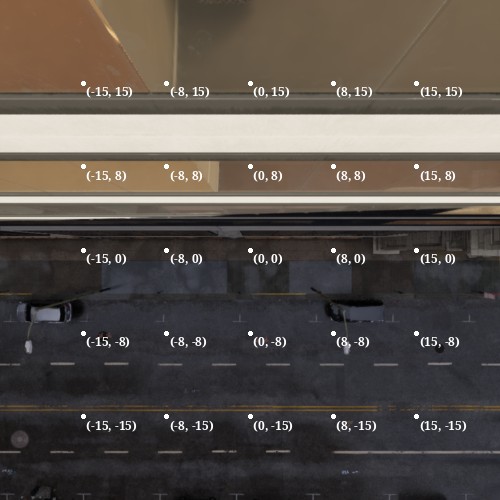 (-15, 15) (-8, 15) (0, 15) (8, 15) (15, 15)
(-15, 8) (-8, 8) (0, 8) (8, 8) (15, 8)
(-15, 0) (-8, 0) (0, 0) (8, 0) (15, 0)
(-15, -8) (-8, -8) (0, -8) (8, -8) (15, -8)
(-15, -15) (-8, -15) (0, -15) (8, -15) (15, -15)